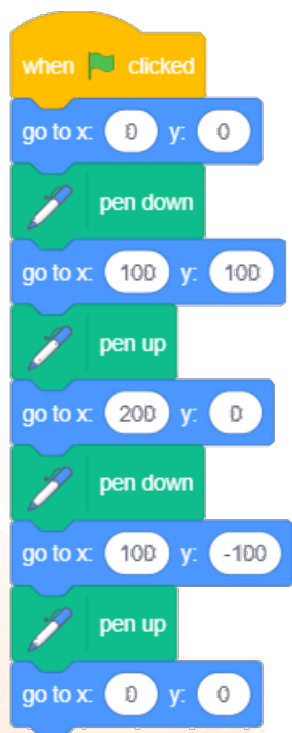 when clicked
go to x: 0 y: 0
pen down
go to x: 100 y: 100
pen up
go to x: 200 y: 0
pen down
go to x: 100 y: -100
pen up
go to x: 0 y: 0